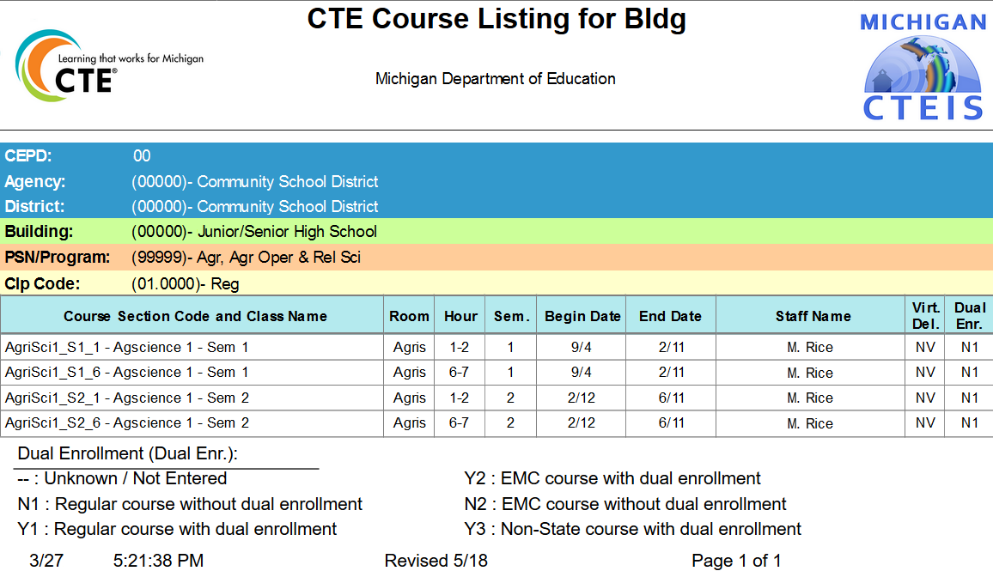 CTE Course Listing for Bldg
Learning that works for Michigan
CTE®
Michigan Department of Education
MICHIGAN
CTEIS
CEPD: 00
Agency: (00000)- Community School District
District: (00000)- Community School District
Building: (00000)- Junior/Senior High School
PSN/Program: (99999)- Agr, Agr Oper & Rel Sci
CIp Code: (01.0000)- Reg
Course Section Code and Class Name Room Hour Sem. Begin Date End Date Staff Name Virt. Del. Dual Enr.
AgriSci1_S1_1 - Agscience 1 - Sem 1 Agris 1-2 1 9/4 2/11 M. Rice NV N1
AgriSci1_S1_6 - Agscience 1 - Sem 1 Agris 6-7 1 9/4 2/11 M. Rice NV N1
AgriSci1_S2_1 - Agscience 1 - Sem 2 Agris 1-2 2 2/12 6/11 M. Rice NV N1
AgriSci1_S2_6 - Agscience 1 - Sem 2 Agris 6-7 2 2/12 6/11 M. Rice NV N1
Dual Enrollment (Dual Enr.):
-- : Unknown / Not Entered Y2 : EMC course with dual enrollment
N1 : Regular course without dual enrollment N2 : EMC course without dual enrollment
Y1 : Regular course with dual enrollment Y3 : Non-State course with dual enrollment
3/27 5:21:38 PM Revised 5/18 Page 1 of 1